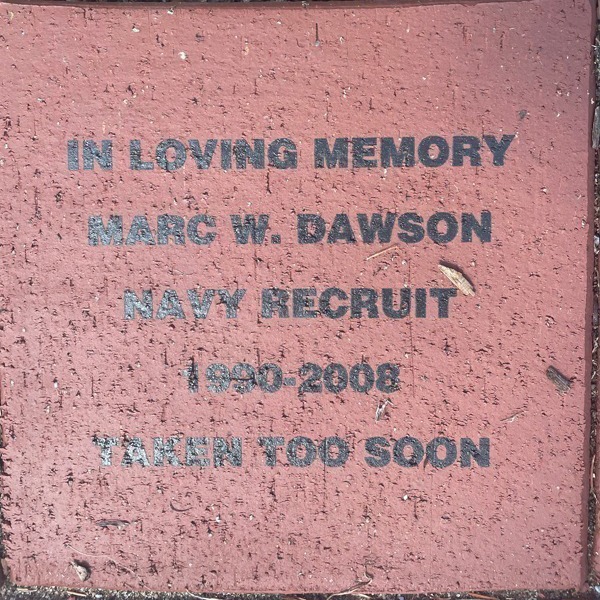 IN LOVING MEMORY
MARC W. DAWSON
NAVY RECRUIT
1990-2008
TAKEN TOO SOON